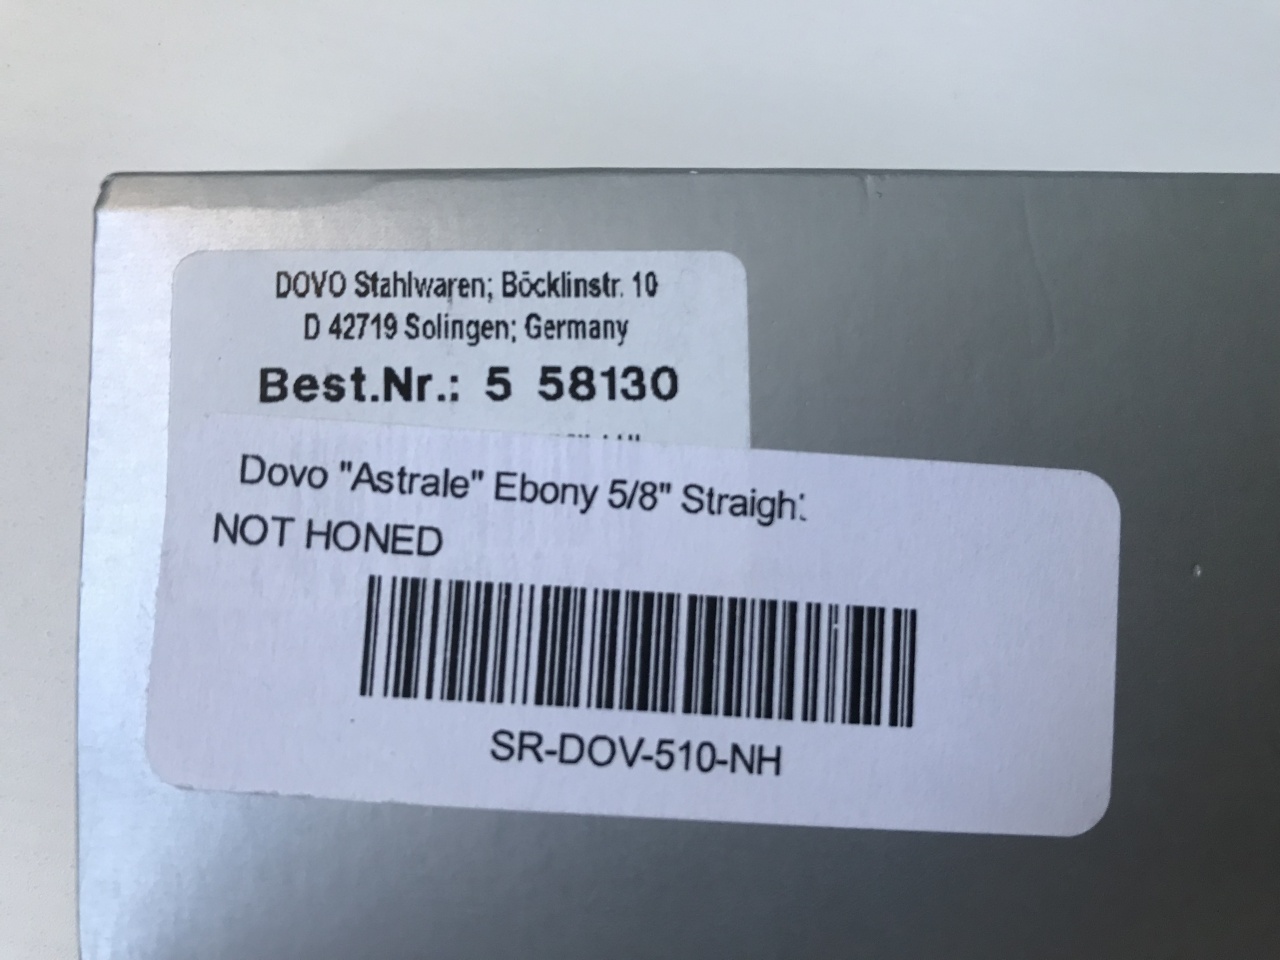 DOVO Stahlwaren; Böcklinstr. 10
D 42719 Solingen; Germany
Best.Nr.: 5 58130
Dovo "Astrale" Ebony 5/8" Straigh
NOT HONED
SR-DOV-510-NH